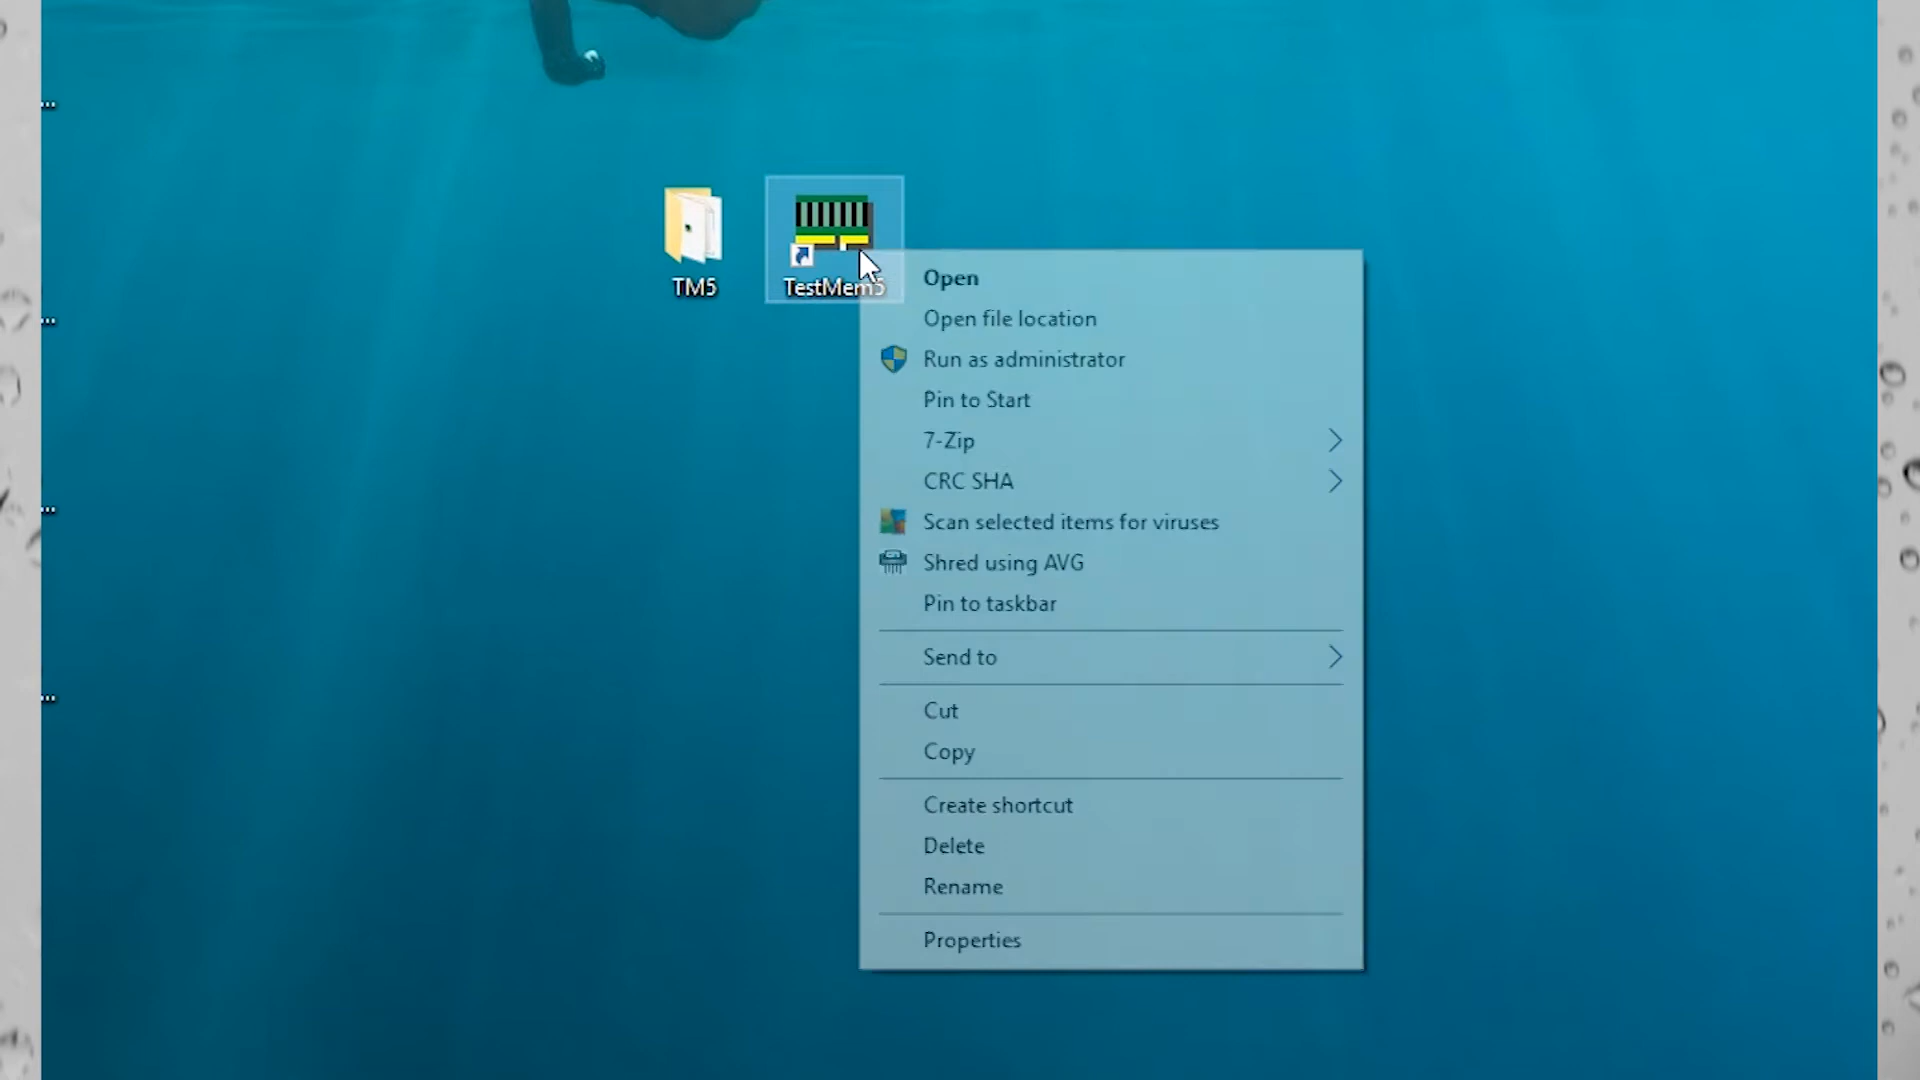 TM5
TestMem5
Open
Open file location
Run as administrator
Pin to Start
7-Zip
CRC SHA
Scan selected items for viruses
Shred using AVG
Pin to taskbar
Send to
Cut
Copy
Create shortcut
Delete
Rename
Properties